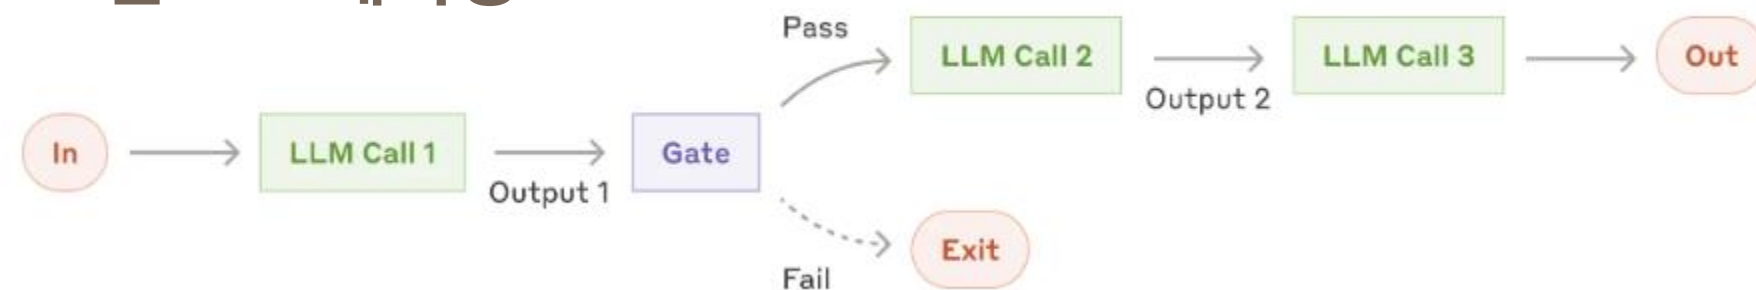 Pass
LLM Call 2
LLM Call 3
Out
Output 2
In
LLM Call 1
Gate
Output 1
Exit
Fail